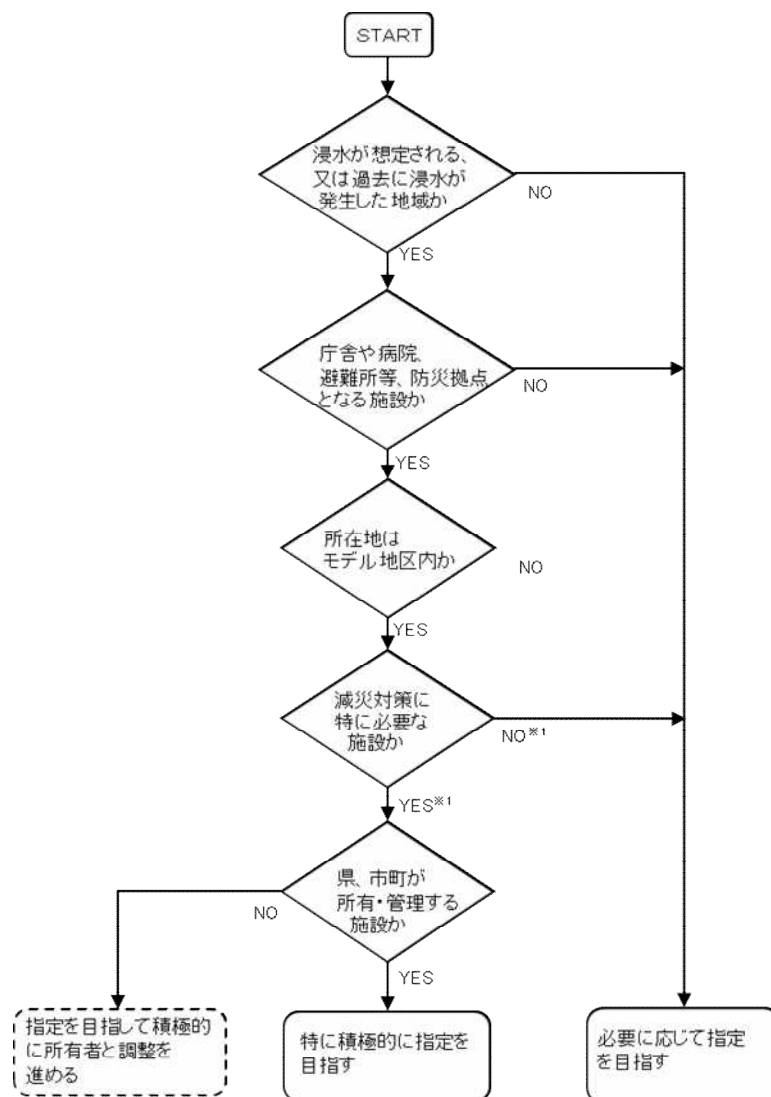 START
浸水が想定される、
又は過去に浸水が
発生した地域か
NO
YES
庁舎や病院、
避難所等、防災拠点
となる施設か
NO
YES
所在地は
モデル地区内か
NO
YES
減災対策に
特に必要な
施設か
NO※1
YES※1
県、市町が
所有・管理する
施設か
NO
YES
指定を目指して積極的
に所有者と調整を
進める
特に積極的に指定を
目指す
必要に応じて指定
を目指す